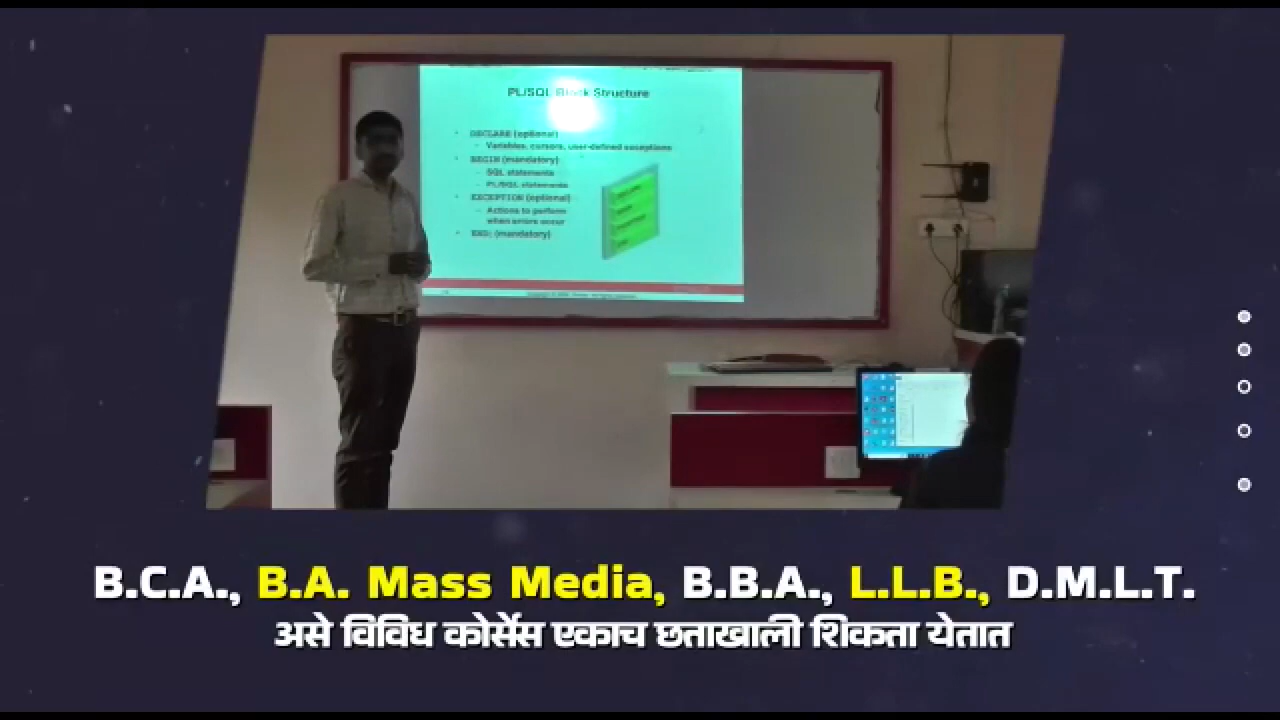 PL/SQL Block Structure
• DECLARE (optional)
– Variables, cursors, user-defined exceptions
• BEGIN (mandatory)
– SQL statements
– PL/SQL statements
• EXCEPTION (optional)
– Actions to perform
when errors occur
• END; (mandatory)
B.C.A., B.A. Mass Media, B.B.A., L.L.B., D.M.L.T.
असे विविध कोर्सेस एकाच छताखाली शिकता येतात